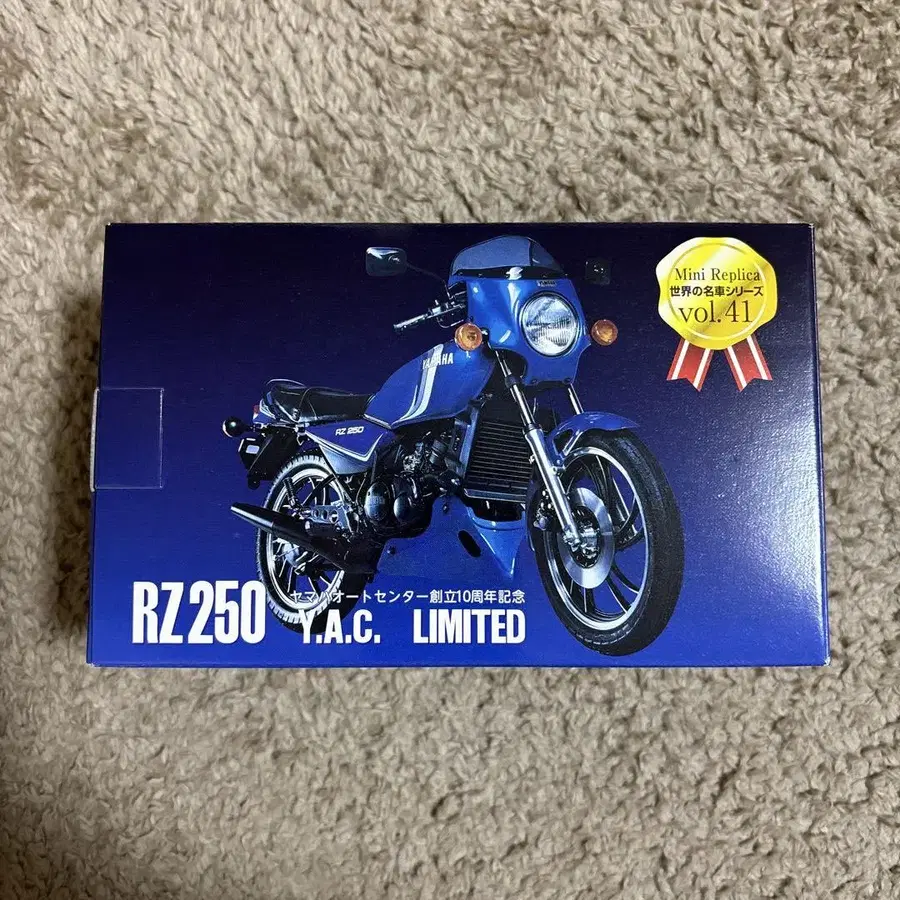 Mini Replica
世界の名車シリーズ
vol.41
YAMAHA
RZ 250
RZ250
ヤマハオートセンター創立10周年記念
Y.A.C. LIMITED